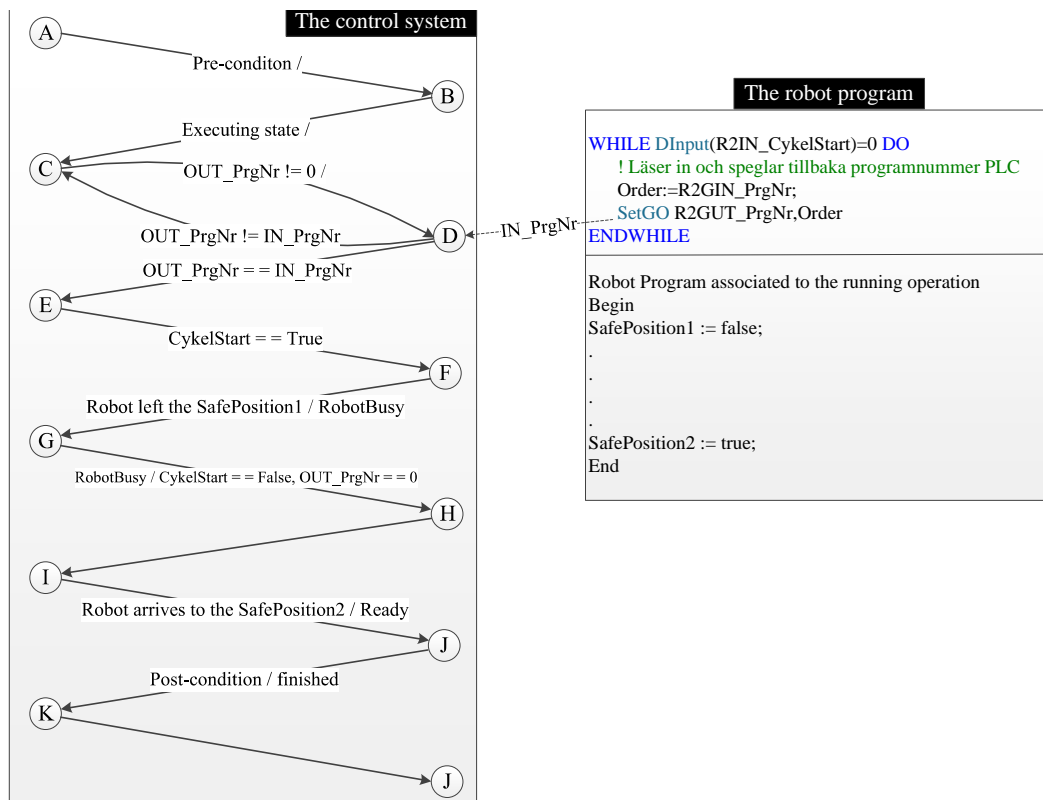 The control system
A
Pre-conditon /
B
Executing state /
C
OUT_PrgNr != 0 /
OUT_PrgNr != IN_PrgNr
D
OUT_PrgNr = = IN_PrgNr
E
CykelStart = = True
F
Robot left the SafePosition1 / RobotBusy
G
RobotBusy / CykelStart = = False, OUT_PrgNr = = 0
H
I
Robot arrives to the SafePosition2 / Ready
J
Post-condition / finished
K
J
IN_PrgNr
The robot program
WHILE DInput(R2IN_CykelStart)=0 DO
! Läser in och speglar tillbaka programnummer PLC
Order:=R2GIN_PrgNr;
SetGO R2GUT_PrgNr,Order
ENDWHILE
Robot Program associated to the running operation
Begin
SafePosition1 := false;
.
.
.
.
SafePosition2 := true;
End